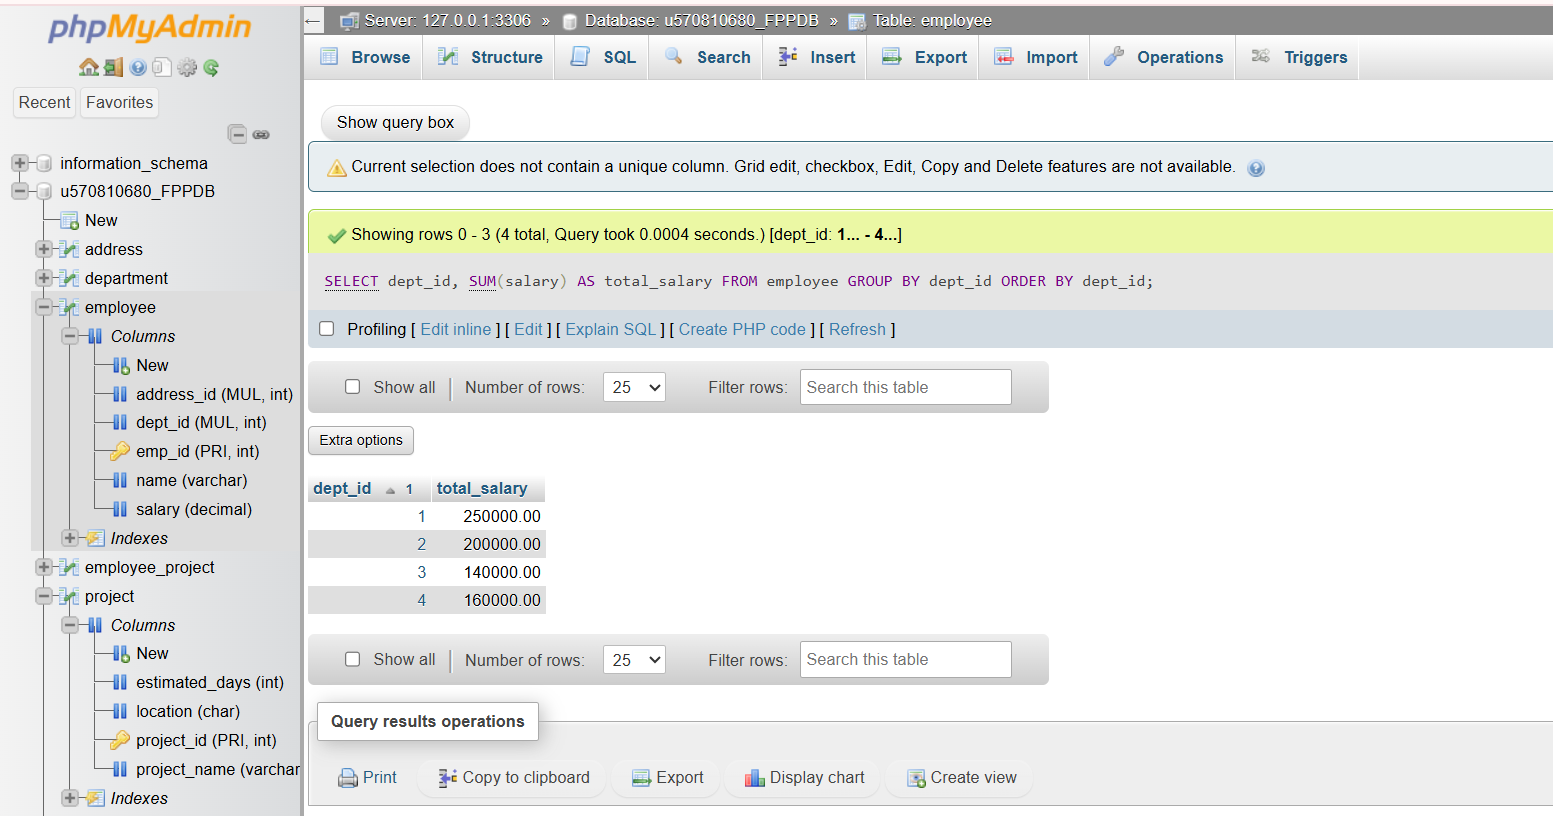 phpMyAdmin
Recent
Favorites
information_schema
u570810680_FPPDB
New
address
department
employee
Columns
New
address_id (MUL, int)
dept_id (MUL, int)
emp_id (PRI, int)
name (varchar)
salary (decimal)
Indexes
employee_project
project
Columns
New
estimated_days (int)
location (char)
project_id (PRI, int)
project_name (varchar
Indexes
Server: 127.0.0.1:3306 » Database: u570810680_FPPDB » Table: employee
Browse Structure SQL Search Insert Export Import Operations Triggers
Show query box
Current selection does not contain a unique column. Grid edit, checkbox, Edit, Copy and Delete features are not available.
Showing rows 0 - 3 (4 total, Query took 0.0004 seconds.) [dept_id: 1... - 4...]
SELECT dept_id, SUM(salary) AS total_salary FROM employee GROUP BY dept_id ORDER BY dept_id;
Profiling [ Edit inline ] [ Edit ] [ Explain SQL ] [ Create PHP code ] [ Refresh ]
Show all | Number of rows: 25 Filter rows: Search this table
Extra options
dept_id 1 total_salary
1 250000.00
2 200000.00
3 140000.00
4 160000.00
Show all | Number of rows: 25 Filter rows: Search this table
Query results operations
Print Copy to clipboard Export Display chart Create view